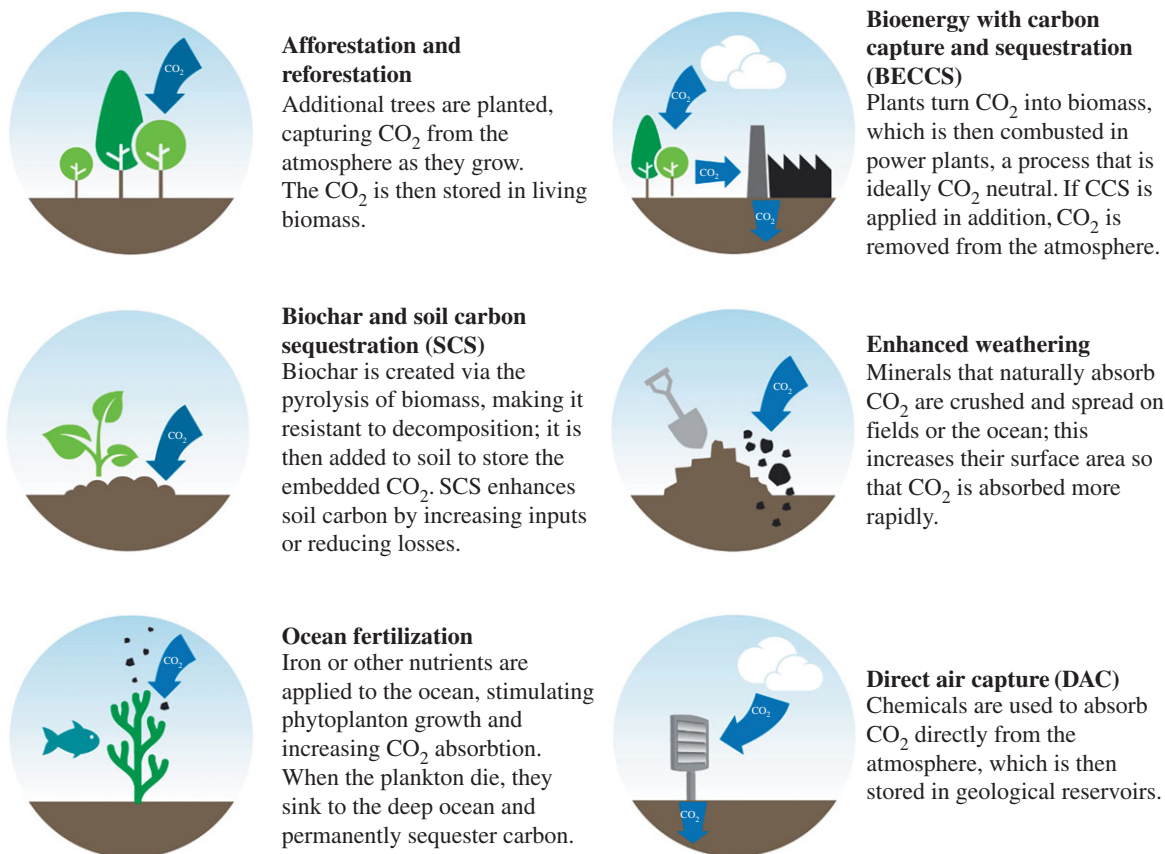 CO₂
Afforestation and
reforestation
Additional trees are planted,
capturing CO₂ from the
atmosphere as they grow.
The CO₂ is then stored in living
biomass.
CO₂
CO₂
CO₂
Bioenergy with carbon
capture and sequestration
(BECCS)
Plants turn CO₂ into biomass,
which is then combusted in
power plants, a process that is
ideally CO₂ neutral. If CCS is
applied in addition, CO₂ is
removed from the atmosphere.
CO₂
Biochar and soil carbon
sequestration (SCS)
Biochar is created via the
pyrolysis of biomass, making it
resistant to decomposition; it is
then added to soil to store the
embedded CO₂. SCS enhances
soil carbon by increasing inputs
or reducing losses.
CO₂
Enhanced weathering
Minerals that naturally absorb
CO₂ are crushed and spread on
fields or the ocean; this
increases their surface area so
that CO₂ is absorbed more
rapidly.
CO₂
Ocean fertilization
Iron or other nutrients are
applied to the ocean, stimulating
phytoplanton growth and
increasing CO₂ absorbtion.
When the plankton die, they
sink to the deep ocean and
permanently sequester carbon.
CO₂
CO₂
Direct air capture (DAC)
Chemicals are used to absorb
CO₂ directly from the
atmosphere, which is then
stored in geological reservoirs.